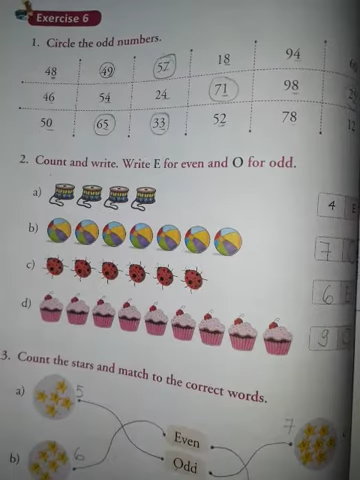 Exercise 6
1. Circle the odd numbers.
48 49 57 18 94
46 54 24 71 98
50 65 33 52 78
2. Count and write. Write E for even and O for odd.
a) 4 E
b) 7
c) 6
d) 9
3. Count the stars and match to the correct words.
a) 5 7
Even
b) 6 Odd